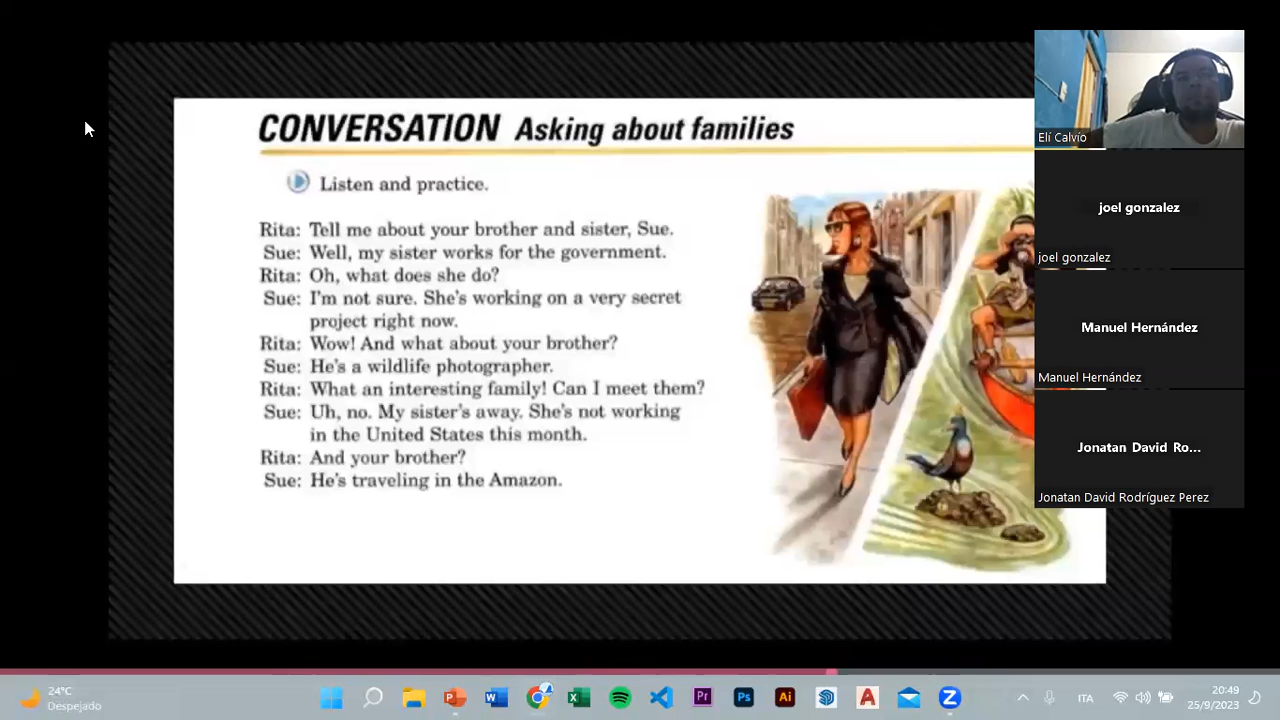 CONVERSATION Asking about families
Listen and practice.
Rita: Tell me about your brother and sister, Sue.
Sue: Well, my sister works for the government.
Rita: Oh, what does she do?
Sue: I'm not sure. She's working on a very secret
project right now.
Rita: Wow! And what about your brother?
Sue: He's a wildlife photographer.
Rita: What an interesting family! Can I meet them?
Sue: Uh, no. My sister's away. She's not working
in the United States this month.
Rita: And your brother?
Sue: He's traveling in the Amazon.
Elí Calvío
joel gonzalez
joel gonzalez
Manuel Hernández
Manuel Hernández
Jonatan David Ro...
Jonatan David Rodríguez Perez
24°C
Despejado
P
W
X
Pr
Ps
Ai
A
Z
ITA
20:49
25/9/2023